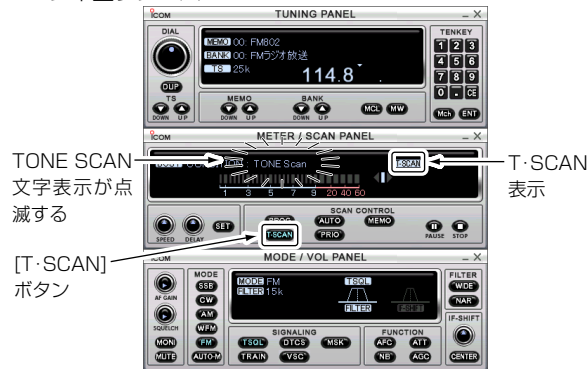 ICOM TUNING PANEL
DIAL
MEMO 00: FM802
BANK 00: FMラジオ放送
TS 25k
114.8
TENKEY
1 2 3
4 5 6
7 8 9
0 . CE
Mch ENT
DUP
TS
DOWN UP
MEMO
DOWN UP
BANK
DOWN UP
MCL MW
ICOM METER / SCAN PANEL
TONE Scan
T-SCAN
1 3 5 7 9 20 40 60
SPEED DELAY
SET
SCAN CONTROL
PROG AUTO MEMO
T-SCAN PRIO
PAUSE STOP
TONE SCAN
文字表示が点
滅する
T·SCAN
表示
[T·SCAN]
ボタン
ICOM MODE / VOL PANEL
AF GAIN
SQUELCH
MONI
MUTE
MODE
SSB
CW
AM
WFM
FM
AUTO-M
MODE FM
FILTER 15k
TSQL
FILTER
IF-SHIFT
SIGNALING
TSQL DTCS MSK
TRAIN VSC
FUNCTION
AFC ATT
NB AGC
FILTER
WDE
NAR
IF-SHIFT
CENTER